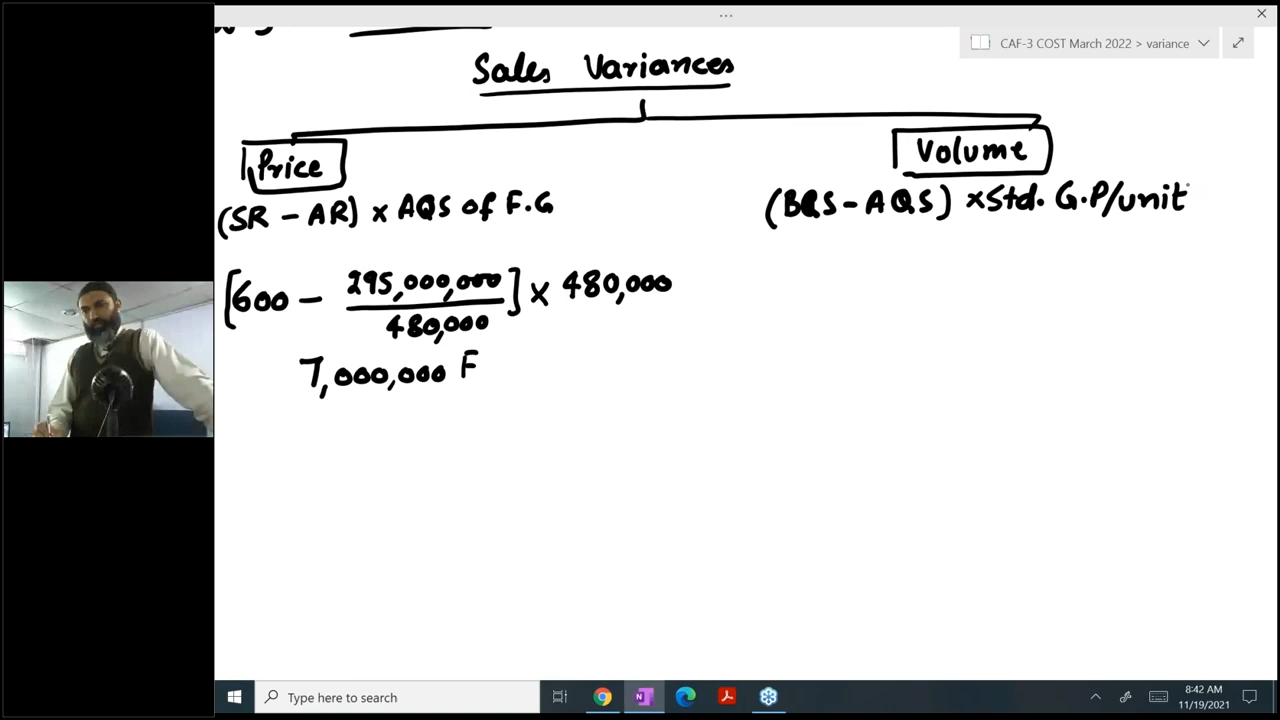 CAF-3 COST March 2022 > variance
Sales Variances
Price
Volume
(SR - AR) × AQS of F.G
(BQS - AQS) × Std. G.P/unit
[600 - 295,000,000 / 480,000] × 480,000
7,000,000 F
Type here to search
8:42 AM
11/19/2021